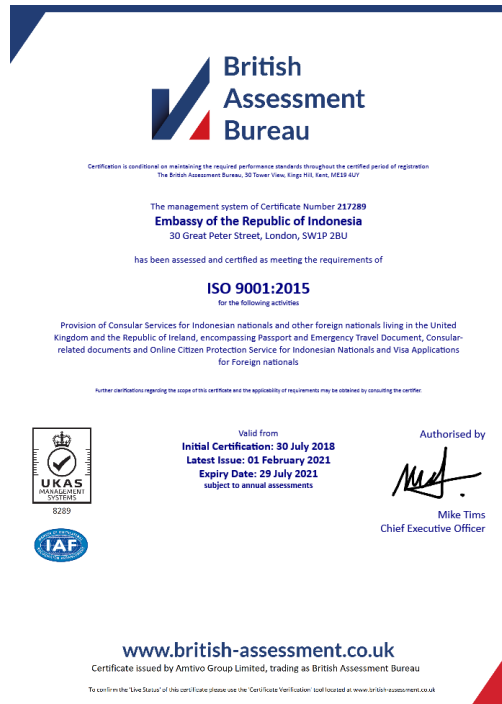 British
Assessment
Bureau
Certification is conditional on maintaining the required performance standards throughout the certified period of registration
The British Assessment Bureau, 30 Tower View, Kings Hill, Kent, ME19 4UY
The management system of Certificate Number 217289
Embassy of the Republic of Indonesia
30 Great Peter Street, London, SW1P 2BU
has been assessed and certified as meeting the requirements of
ISO 9001:2015
for the following activities
Provision of Consular Services for Indonesian nationals and other foreign nationals living in the United
Kingdom and the Republic of Ireland, encompassing Passport and Emergency Travel Document, Consular-
related documents and Online Citizen Protection Service for Indonesian Nationals and Visa Applications
for Foreign nationals
Further clarifications regarding the scope of this certificate and the applicability of requirements may be obtained by consulting the certifier.
Valid from
Initial Certification: 30 July 2018
Latest Issue: 01 February 2021
Expiry Date: 29 July 2021
subject to annual assessments
UKAS
MANAGEMENT
SYSTEMS
8289
IAF
Authorised by
Mike Tims
Chief Executive Officer
www.british-assessment.co.uk
Certificate issued by Amtivo Group Limited, trading as British Assessment Bureau
To confirm the 'Live Status' of this certificate please use the 'Certificate Verification' tool located at www.british-assessment.co.uk